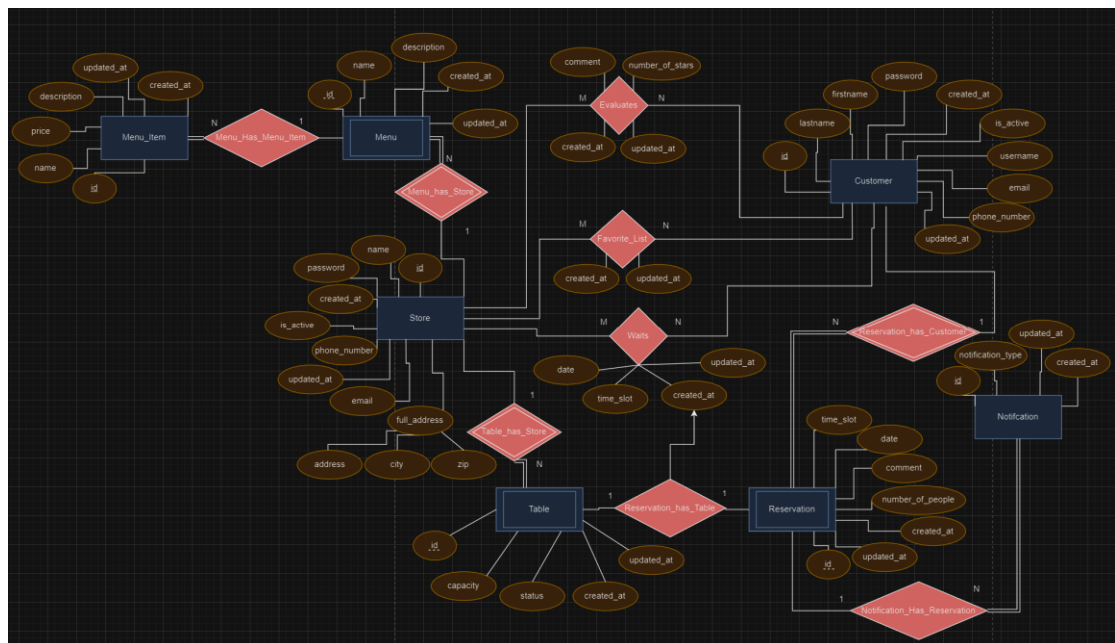 description
name
created_at
updated_at
created_at
id
updated_at
description
price
Menu_Item
name
id
N
Menu_Has_Menu_Item
1
Menu
N
Menu_has_Store
1
comment
number_of_stars
M
Evaluates
N
created_at
updated_at
password
firstname
created_at
lastname
is_active
id
username
Customer
email
phone_number
updated_at
M
Favorite_List
N
created_at
updated_at
name
id
password
created_at
Store
is_active
phone_number
updated_at
email
full_address
address
city
zip
M
Waits
N
date
time_slot
created_at
updated_at
N
Reservation_has_Customer
1
updated_at
notification_type
created_at
id
Notifcation
1
Table_has_Store
N
Table
id
capacity
status
created_at
updated_at
1
Reservation_has_Table
1
Reservation
time_slot
date
comment
number_of_people
created_at
updated_at
id
1
Notification_Has_Reservation
N